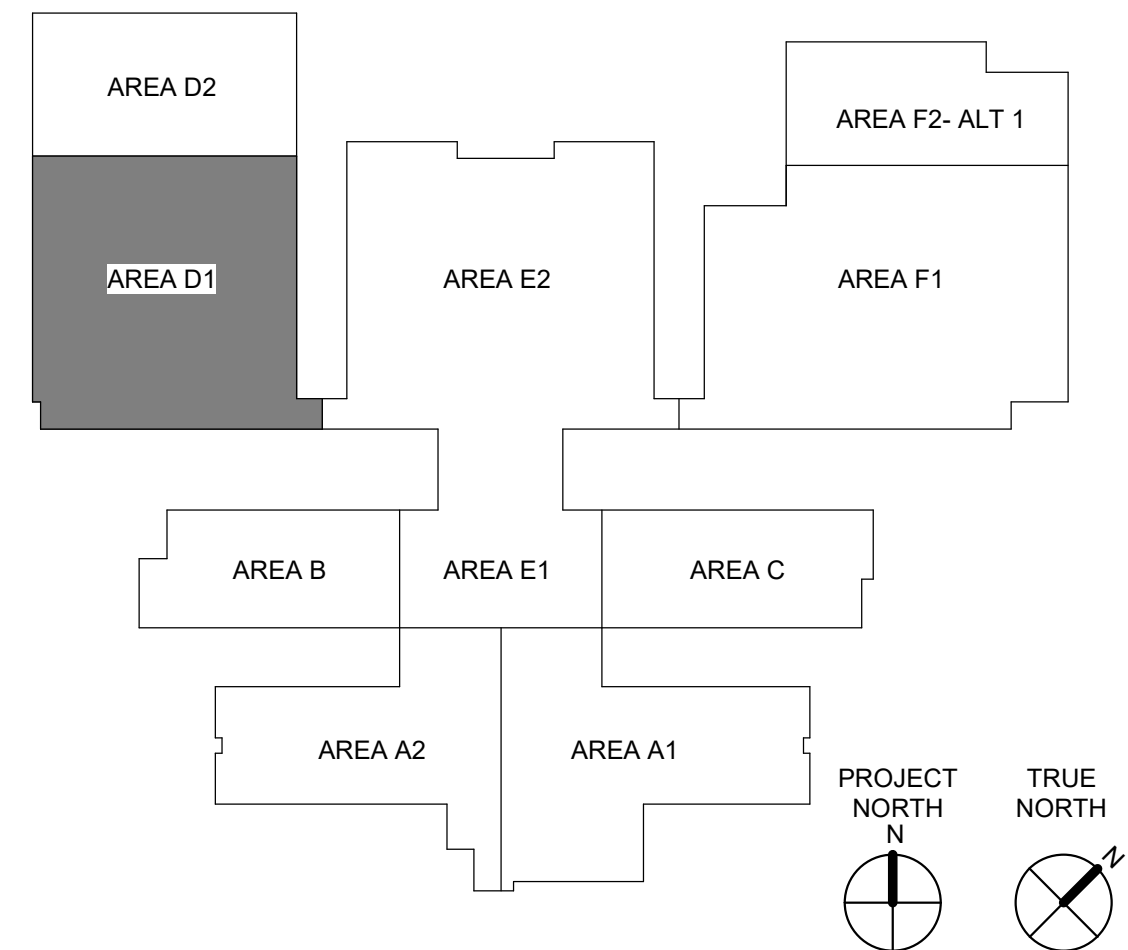 AREA D2
AREA F2- ALT 1
AREA D1
AREA E2
AREA F1
AREA B
AREA E1
AREA C
AREA A2
AREA A1
PROJECT
NORTH
N
TRUE
NORTH
N